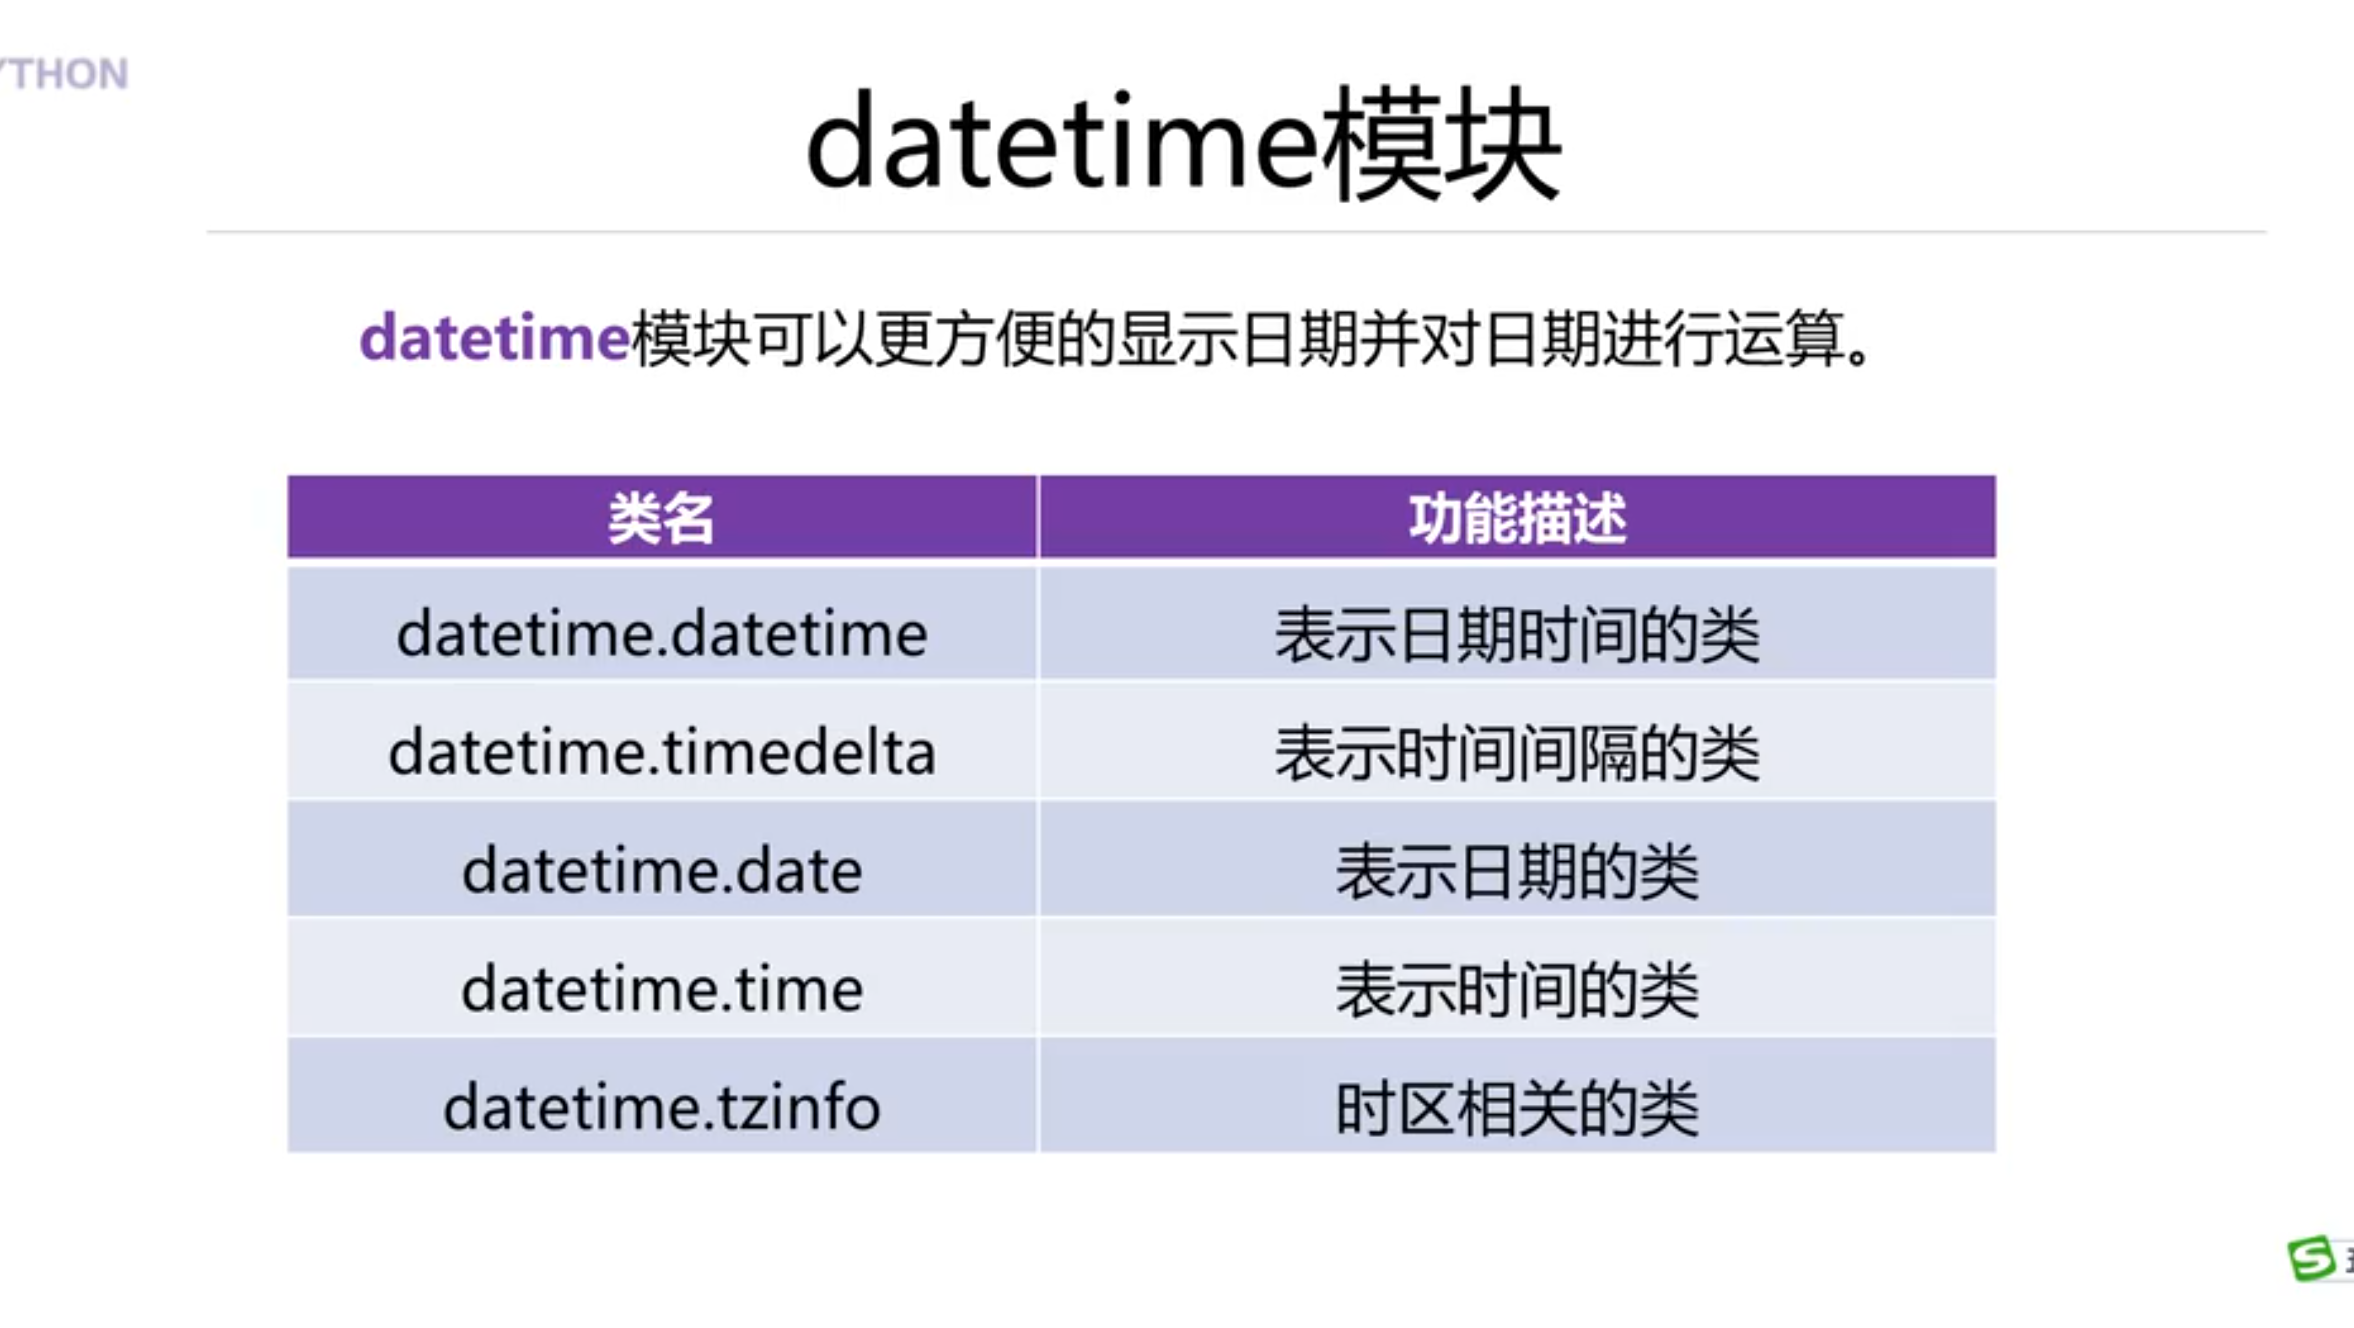 YTHON
datetime模块
datetime模块可以更方便的显示日期并对日期进行运算。
类名 功能描述
datetime.datetime 表示日期时间的类
datetime.timedelta 表示时间间隔的类
datetime.date 表示日期的类
datetime.time 表示时间的类
datetime.tzinfo 时区相关的类
S